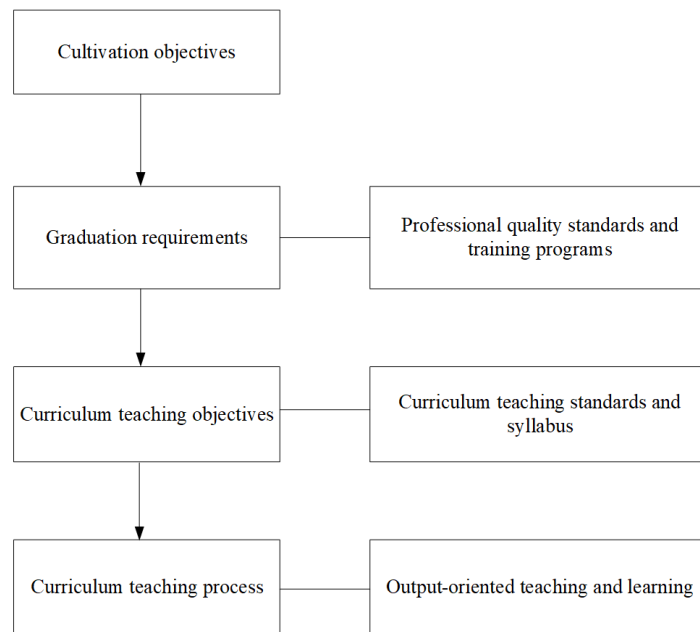 Cultivation objectives
Graduation requirements
Professional quality standards and
training programs
Curriculum teaching objectives
Curriculum teaching standards and
syllabus
Curriculum teaching process
Output-oriented teaching and learning